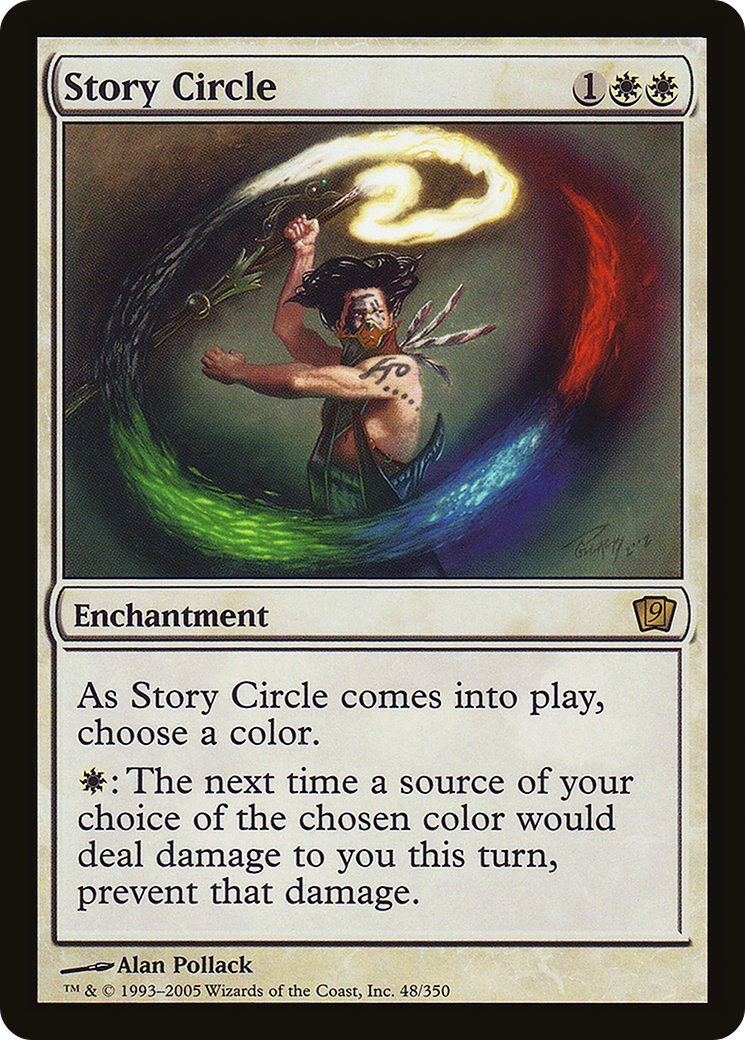 Story Circle 1
Enchantment 9
As Story Circle comes into play,
choose a color.
: The next time a source of your
choice of the chosen color would
deal damage to you this turn,
prevent that damage.
Alan Pollack
™ & © 1993–2005 Wizards of the Coast, Inc. 48/350